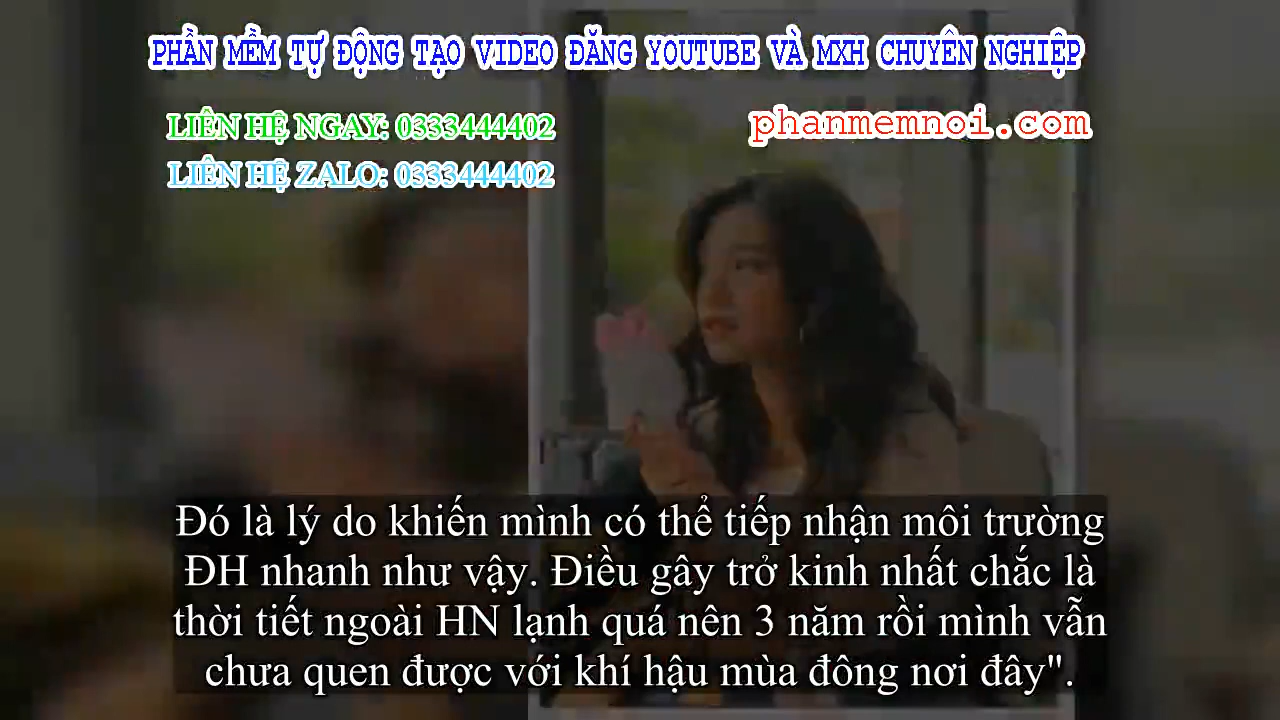 PHẦN MỀM TỰ ĐỘNG TẠO VIDEO ĐĂNG YOUTUBE VÀ MXH CHUYÊN NGHIỆP
LIÊN HỆ NGAY: 0333444402
phanmemnoi.com
LIÊN HỆ ZALO: 0333444402
Đó là lý do khiến mình có thể tiếp nhận môi trường
ĐH nhanh như vậy. Điều gây trở kinh nhất chắc là
thời tiết ngoài HN lạnh quá nên 3 năm rồi mình vẫn
chưa quen được với khí hậu mùa đông nơi đây".